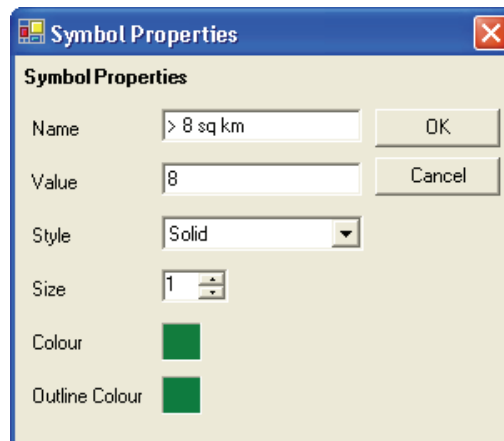 Symbol Properties
Symbol Properties
Name > 8 sq km OK
Value 8 Cancel
Style Solid
Size 1
Colour
Outline Colour